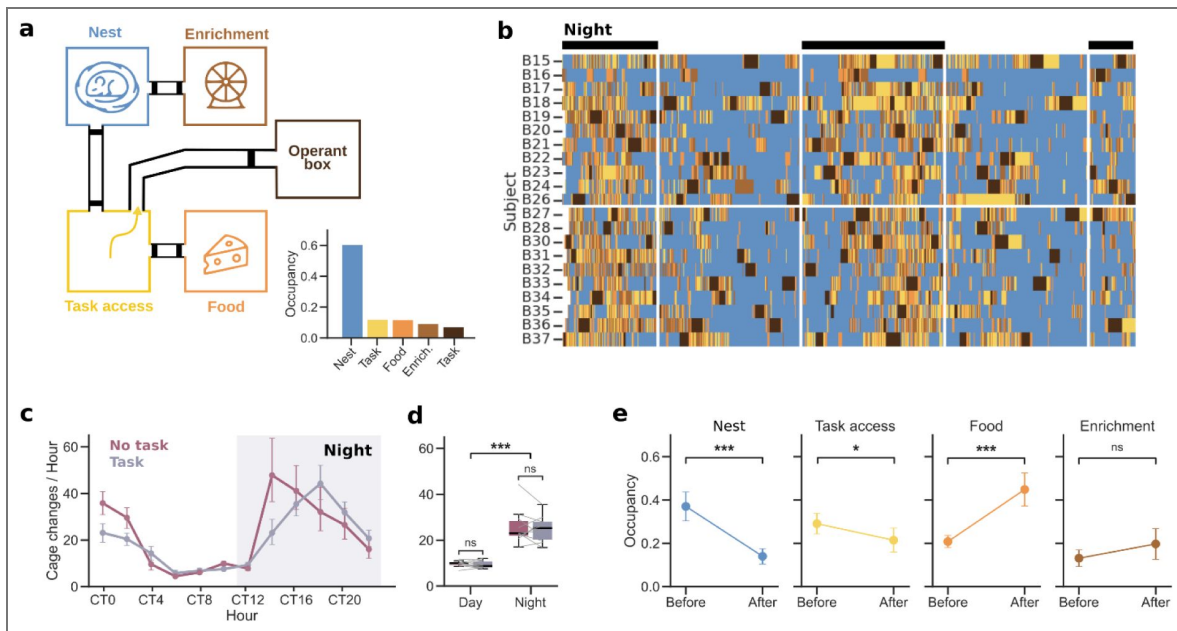 a
Nest
Enrichment
Operant
box
Task access
Food
Occupancy
0.6
0.4
0.2
0.0
Nest
Task
Food
Enrich.
Task
b
Night
Subject
B15
B16
B17
B18
B19
B20
B21
B22
B23
B24
B26
B27
B28
B30
B31
B32
B33
B34
B35
B36
B37
c
No task
Task
Night
Cage changes / Hour
60
40
20
0
CT0 CT4 CT8 CT12 CT16 CT20
Hour
d
***
ns
ns
60
40
20
0
Day Night
e
Nest Task access Food Enrichment
*** * *** ns
Occupancy
0.6
0.4
0.2
0.0
Before After Before After Before After Before After